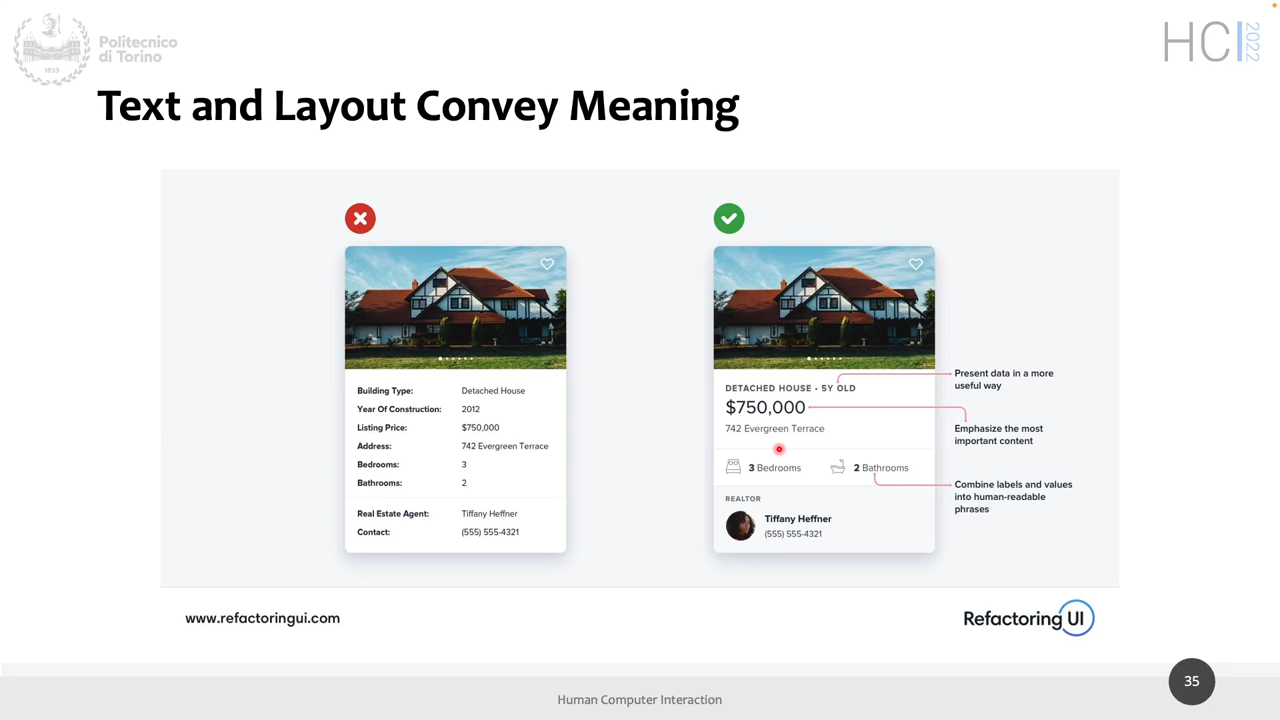 Politecnico
di Torino
1859
HCI
2022
Text and Layout Convey Meaning
Building Type: Detached House
Year Of Construction: 2012
Listing Price: $750,000
Address: 742 Evergreen Terrace
Bedrooms: 3
Bathrooms: 2
Real Estate Agent: Tiffany Heffner
Contact: (555) 555-4321
DETACHED HOUSE • 5Y OLD
$750,000
742 Evergreen Terrace
3 Bedrooms
2 Bathrooms
REALTOR
Tiffany Heffner
(555) 555-4321
Present data in a more
useful way
Emphasize the most
important content
Combine labels and values
into human-readable
phrases
www.refactoringui.com
Refactoring UI
Human Computer Interaction
35